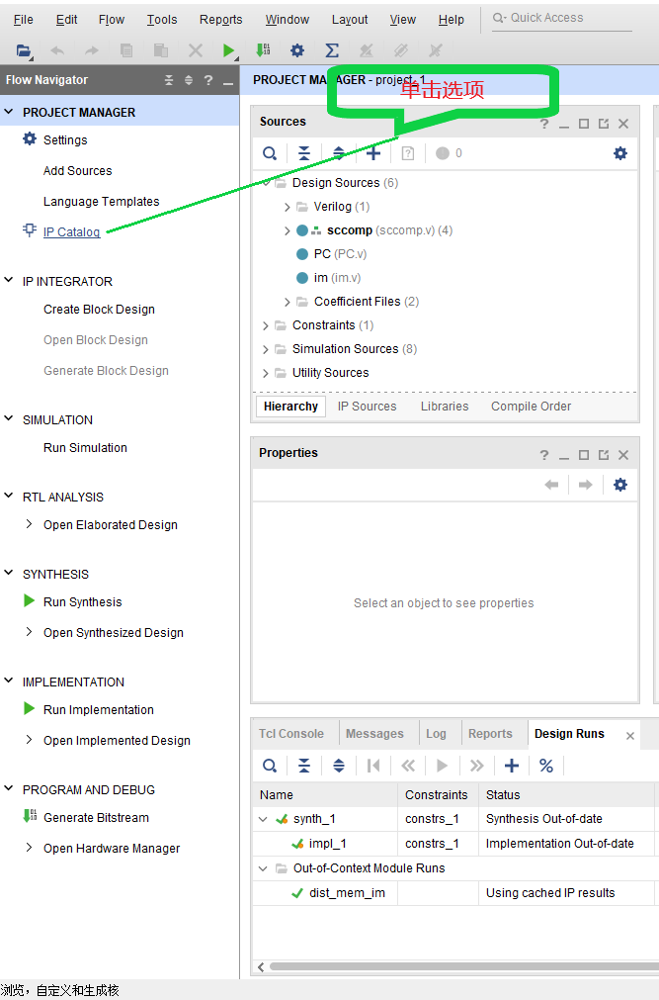 File Edit Flow Tools Reports Window Layout View Help Quick Access
Flow Navigator
PROJECT MANAGER
Settings
Add Sources
Language Templates
IP Catalog
IP INTEGRATOR
Create Block Design
Open Block Design
Generate Block Design
SIMULATION
Run Simulation
RTL ANALYSIS
Open Elaborated Design
SYNTHESIS
Run Synthesis
Open Synthesized Design
IMPLEMENTATION
Run Implementation
Open Implemented Design
PROGRAM AND DEBUG
Generate Bitstream
Open Hardware Manager
PROJECT MANAGER - project_1
单击选项
Sources
0
Design Sources (6)
Verilog (1)
sccomp (sccomp.v) (4)
PC (PC.v)
im (im.v)
Coefficient Files (2)
Constraints (1)
Simulation Sources (8)
Utility Sources
Hierarchy IP Sources Libraries Compile Order
Properties
Select an object to see properties
Tcl Console Messages Log Reports Design Runs
Name Constraints Status
synth_1 constrs_1 Synthesis Out-of-date
impl_1 constrs_1 Implementation Out-of-date
Out-of-Context Module Runs
dist_mem_im Using cached IP results
浏览，自定义和生成核